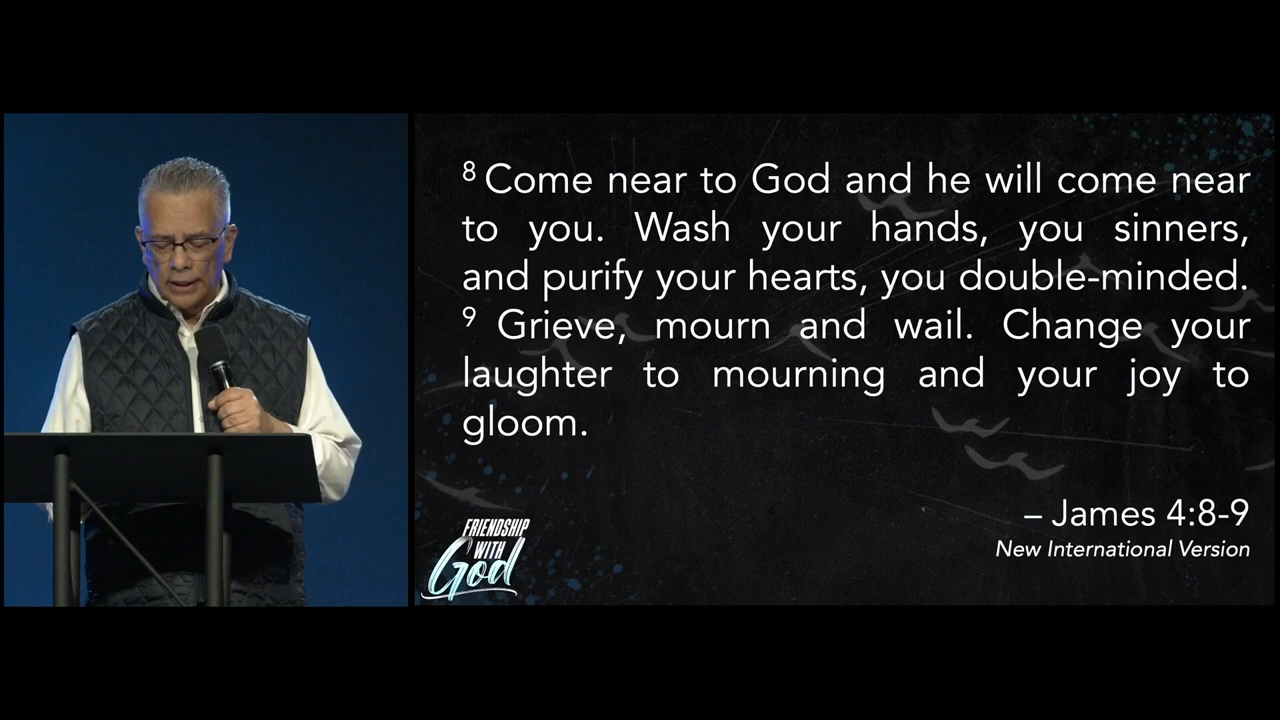 ⁸ Come near to God and he will come near
to you. Wash your hands, you sinners,
and purify your hearts, you double-minded.
⁹ Grieve, mourn and wail. Change your
laughter to mourning and your joy to
gloom.
– James 4:8-9
New International Version
FRIENDSHIP
WITH
God